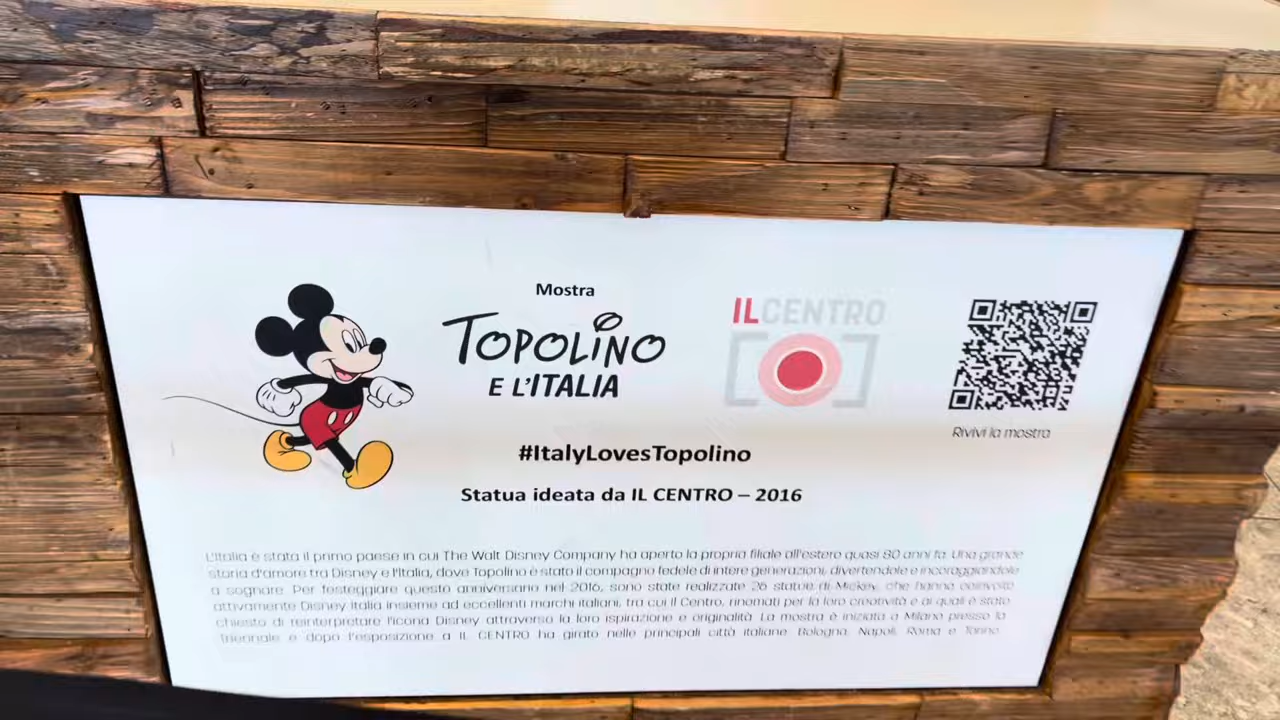 Mostra
TOPOLINO
E L'ITALIA
IL CENTRO
Rivivi la mostra
#ItalyLovesTopolino
Statua ideata da IL CENTRO – 2016
L'Italia è stata il primo paese in cui The Walt Disney Company ha aperto la propria filiale all'estero quasi 80 anni fa. Una grande
storia d'amore tra Disney e l'Italia, dove Topolino è stato il compagno fedele di intere generazioni, divertendole e incoraggiandole
a sognare. Per festeggiare questo anniversario nel 2016, sono state realizzate 26 statue di Mickey, che hanno coinvolto
attivamente Disney Italia insieme ad eccellenti marchi italiani, tra cui Il Centro, rinomati per la loro creatività e ai quali è stato
chiesto di reinterpretare l'icona Disney attraverso la loro ispirazione e originalità. La mostra è iniziata a Milano presso la
Triennale e dopo l'esposizione a IL CENTRO ha girato nelle principali città italiane Bologna, Napoli, Roma e Torino.